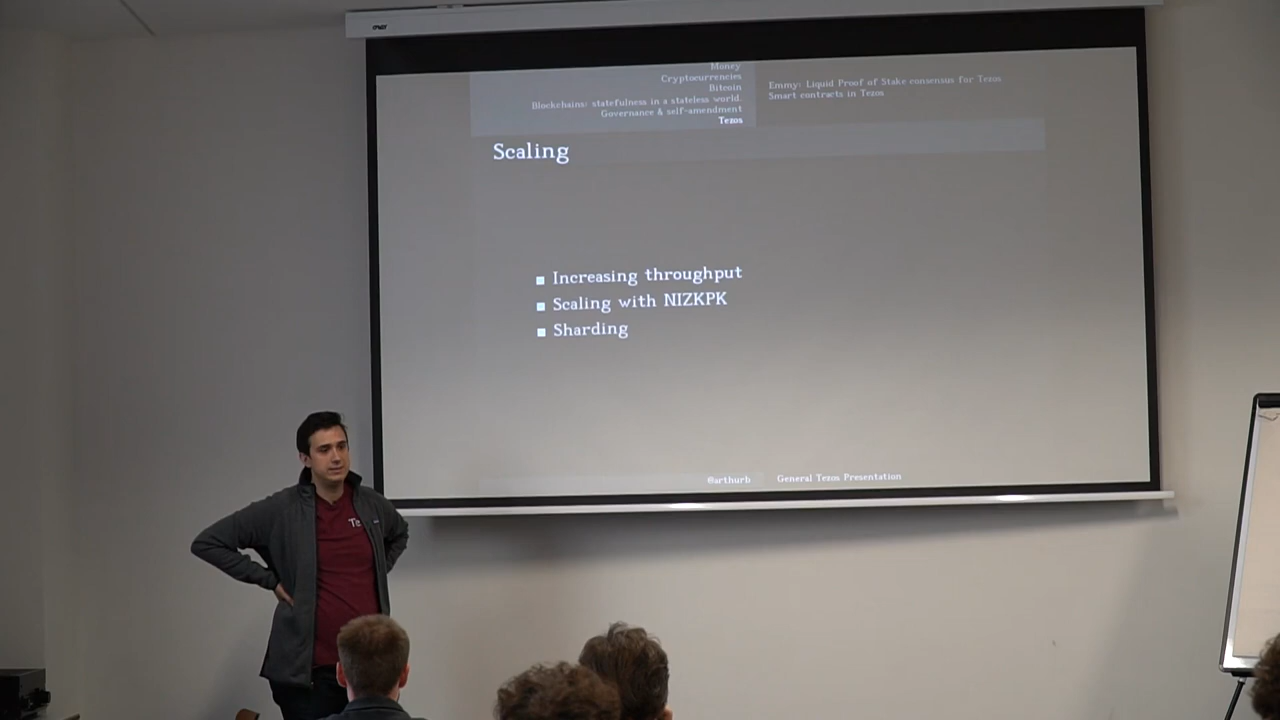 Money
Cryptocurrencies
Bitcoin
Blockchains: statefulness in a stateless world.
Governance & self-amendment
Tezos
Emmy: Liquid Proof of Stake consensus for Tezos
Smart contracts in Tezos
Scaling
Increasing throughput
Scaling with NIZKPK
Sharding
@arthurb
General Tezos Presentation
Te